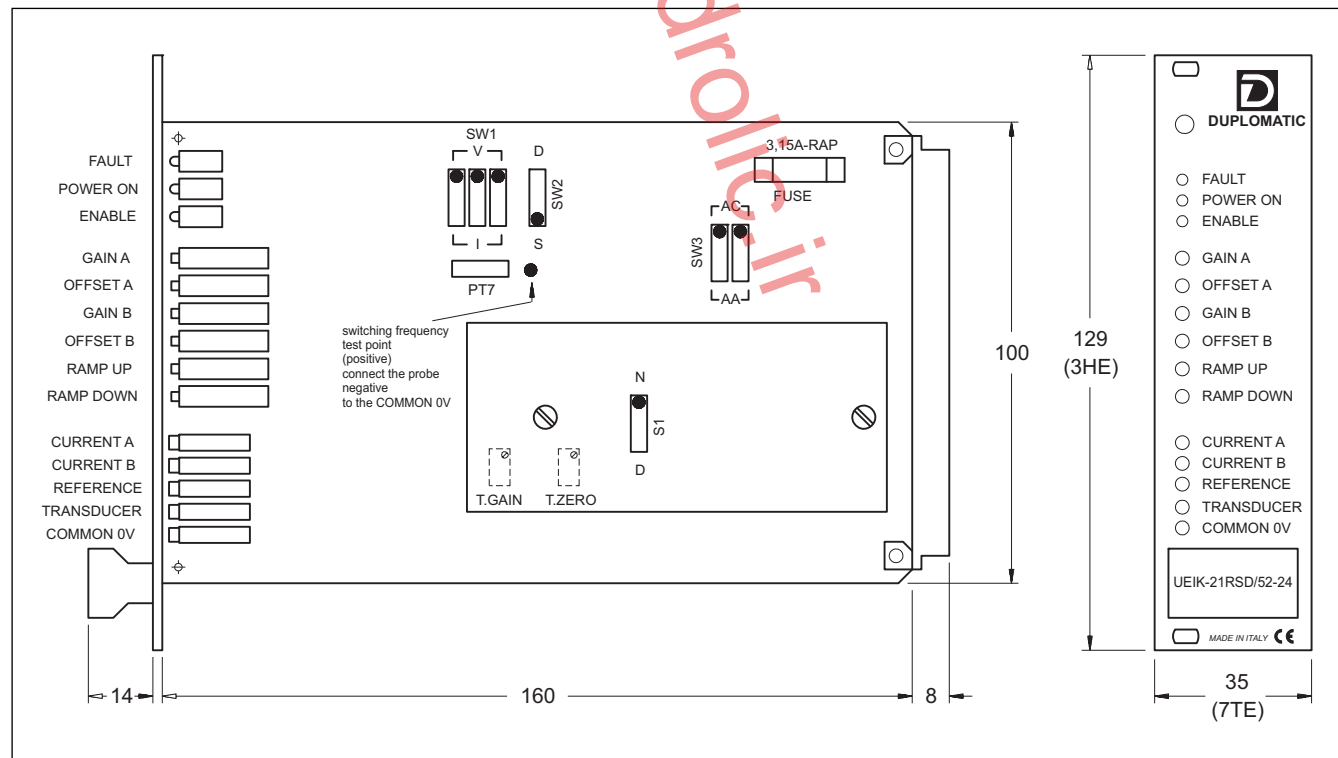 FAULT
POWER ON
ENABLE
GAIN A
OFFSET A
GAIN B
OFFSET B
RAMP UP
RAMP DOWN
CURRENT A
CURRENT B
REFERENCE
TRANSDUCER
COMMON 0V
SW1
V
I
D
SW2
S
PT7
switching frequency
test point
(positive)
connect the probe
negative
to the COMMON 0V
3,15A-RAP
FUSE
AC
SW3
AA
N
S1
D
T.GAIN
T.ZERO
14
160
8
100
129
(3HE)
D
DUPLOMATIC
FAULT
POWER ON
ENABLE
GAIN A
OFFSET A
GAIN B
OFFSET B
RAMP UP
RAMP DOWN
CURRENT A
CURRENT B
REFERENCE
TRANSDUCER
COMMON 0V
UEIK-21RSD/52-24
MADE IN ITALY CE
35
(7TE)
drolic.ir